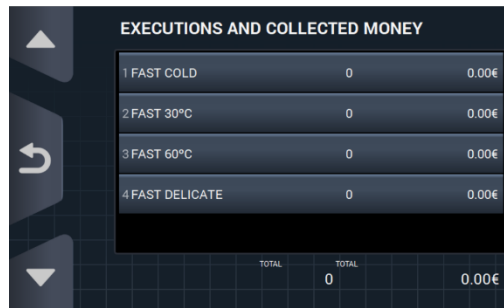 EXECUTIONS AND COLLECTED MONEY
1 FAST COLD 0 0.00€
2 FAST 30ºC 0 0.00€
3 FAST 60ºC 0 0.00€
4 FAST DELICATE 0 0.00€
TOTAL TOTAL
0 0.00€